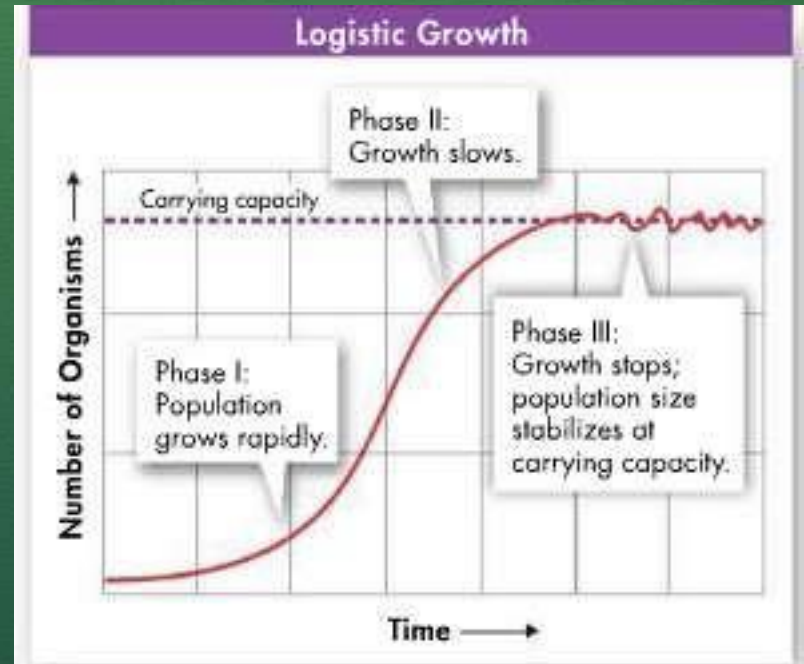 Logistic Growth
Phase II:
Growth slows.
Carrying capacity
Phase I:
Population
grows rapidly.
Phase III:
Growth stops;
population size
stabilizes at
carrying capacity.
Number of Organisms
Time